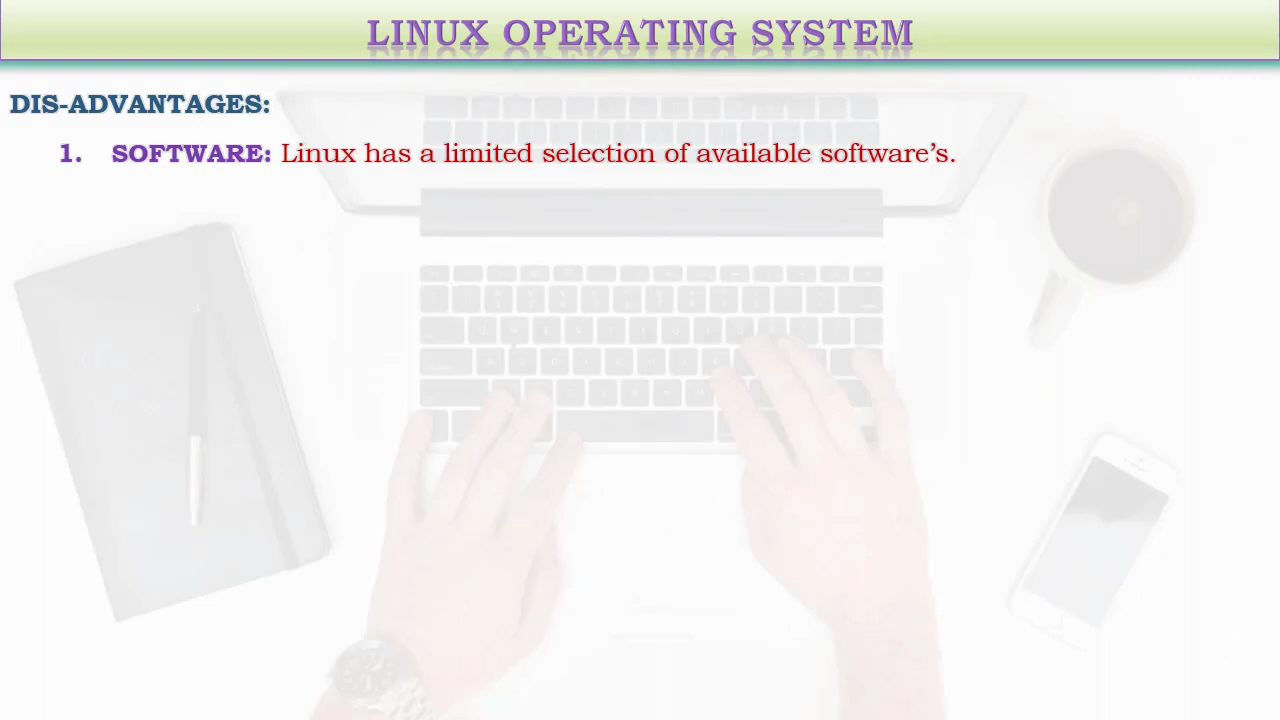 LINUX OPERATING SYSTEM
DIS-ADVANTAGES:
1. SOFTWARE: Linux has a limited selection of available software’s.